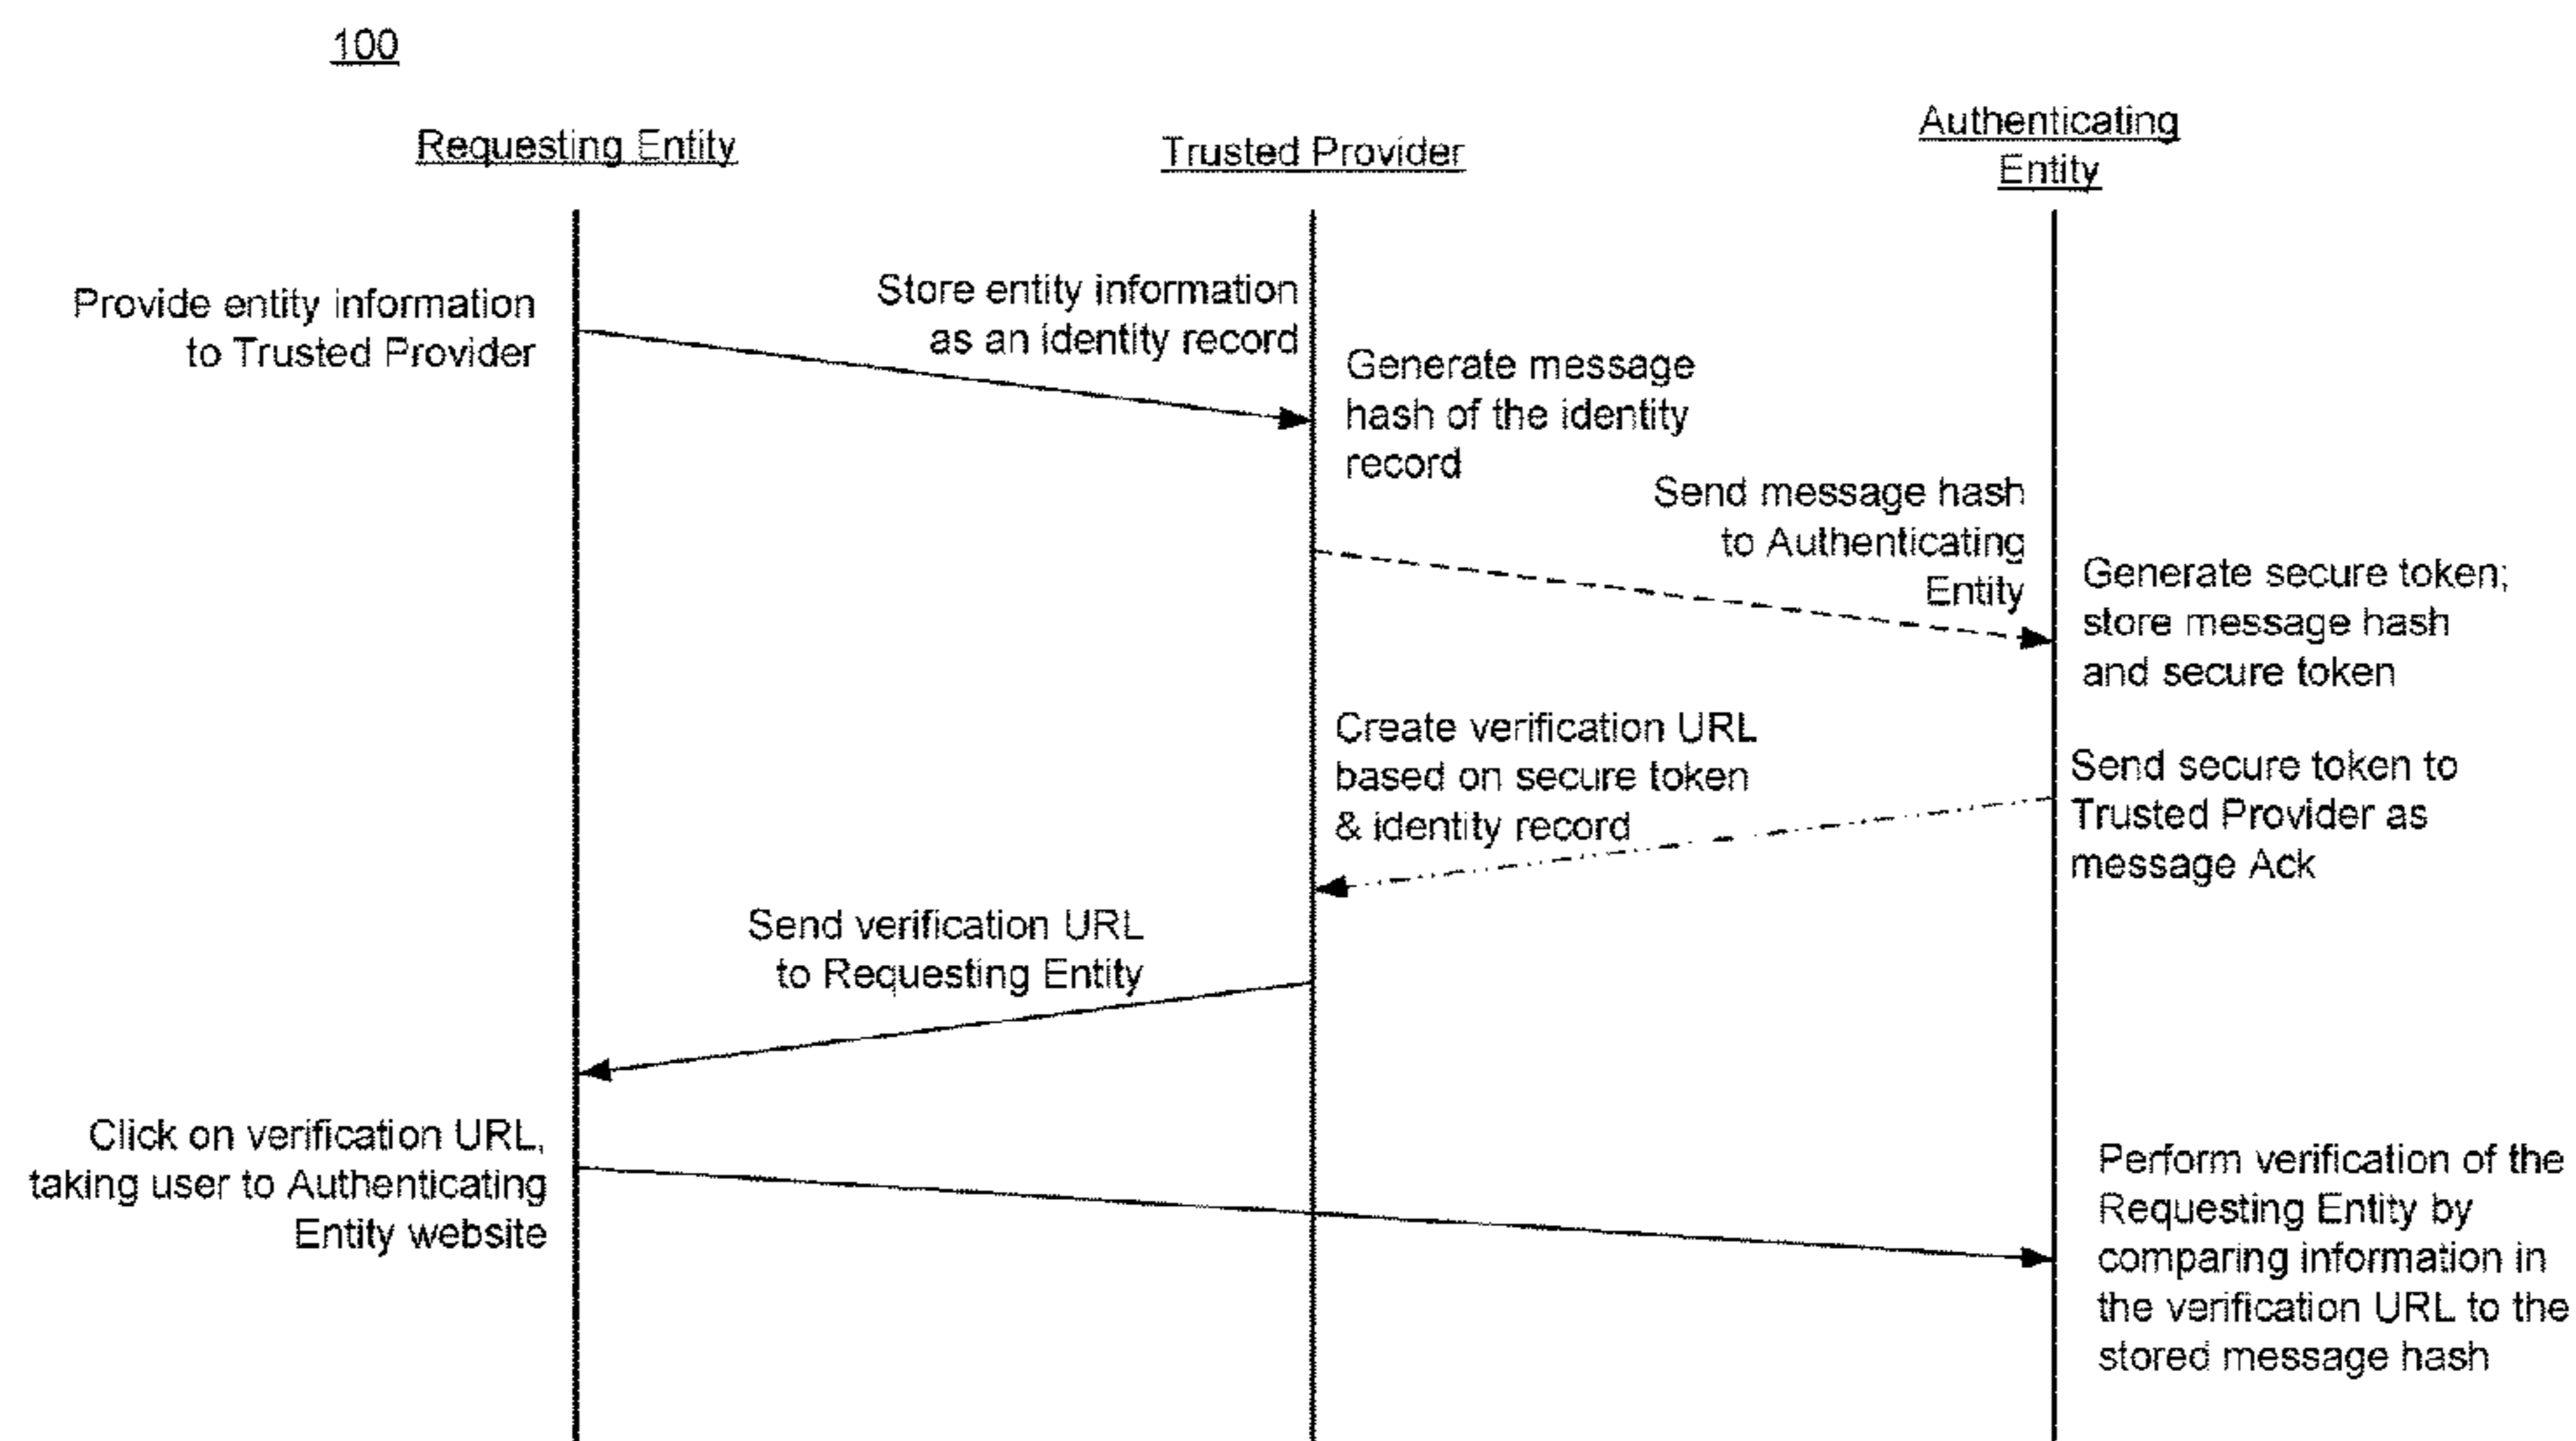 100
Requesting Entity
Trusted Provider
Authenticating
Entity
Provide entity information
to Trusted Provider
Store entity information
as an identity record
Generate message
hash of the identity
record
Send message hash
to Authenticating
Entity
Generate secure token;
store message hash
and secure token
Create verification URL
based on secure token
& identity record
Send secure token to
Trusted Provider as
message Ack
Send verification URL
to Requesting Entity
Click on verification URL,
taking user to Authenticating
Entity website
Perform verification of the
Requesting Entity by
comparing information in
the verification URL to the
stored message hash